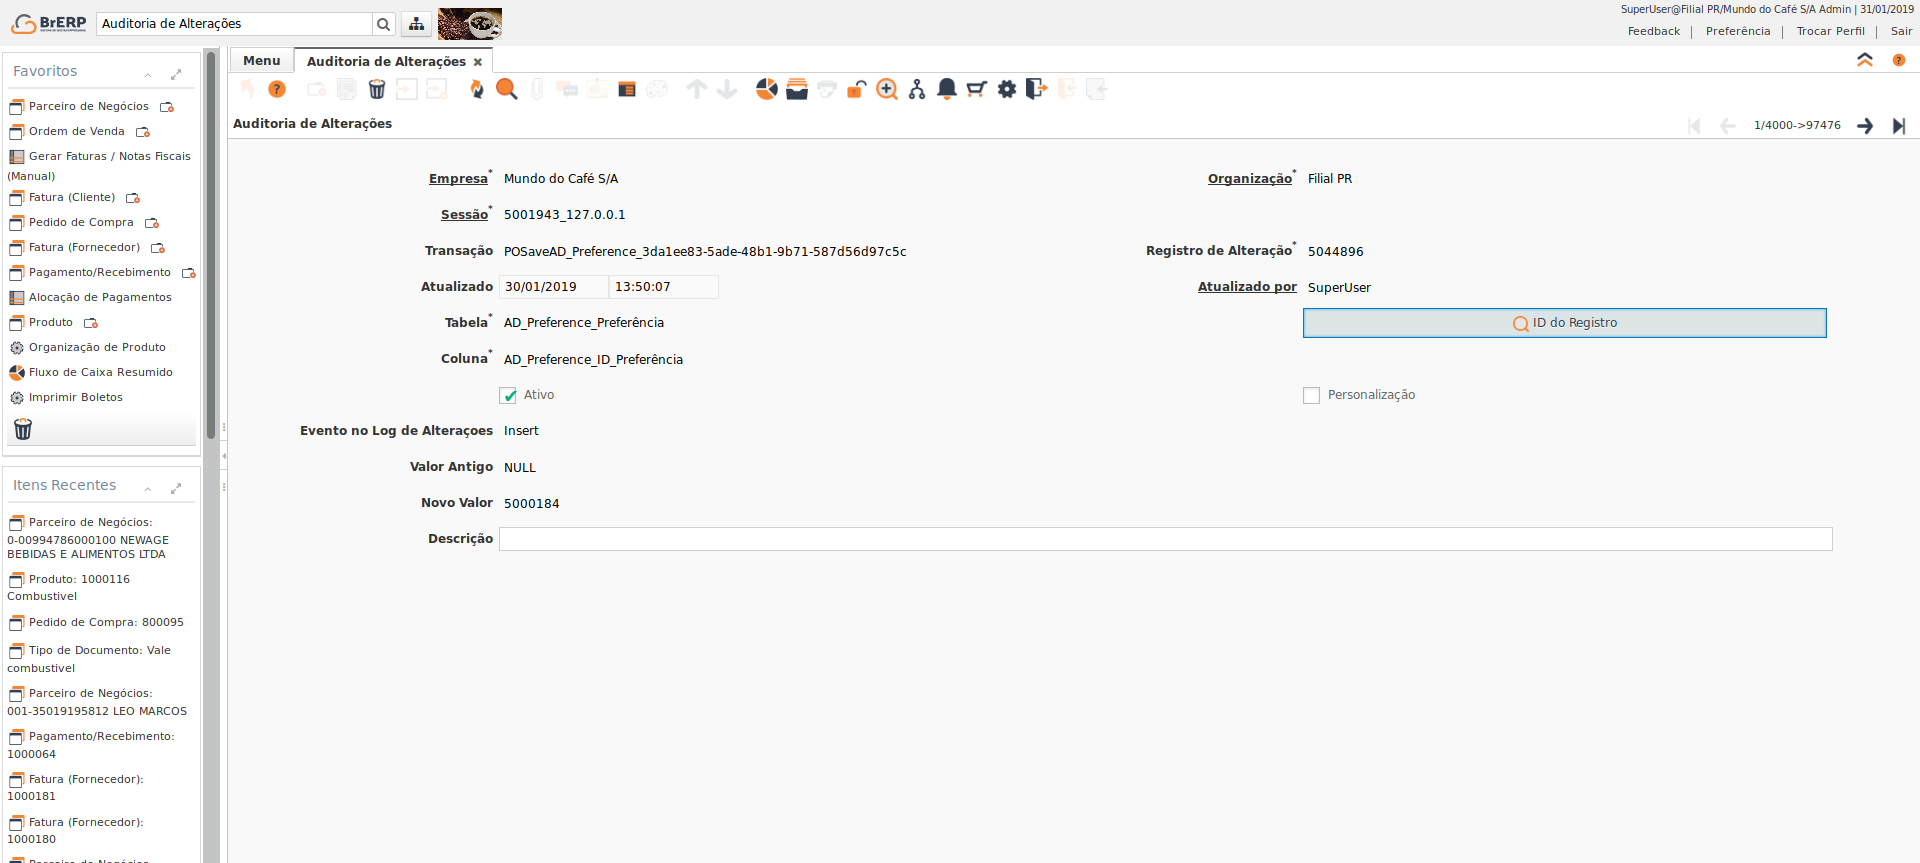 BrERP
Auditoria de Alterações
SuperUser@Filial PR/Mundo do Café S/A Admin | 31/01/2019
Feedback | Preferência | Trocar Perfil | Sair
Favoritos
Parceiro de Negócios
Ordem de Venda
Gerar Faturas / Notas Fiscais
(Manual)
Fatura (Cliente)
Pedido de Compra
Fatura (Fornecedor)
Pagamento/Recebimento
Alocação de Pagamentos
Produto
Organização de Produto
Fluxo de Caixa Resumido
Imprimir Boletos
Itens Recentes
Parceiro de Negócios:
0-00994786000100 NEWAGE
BEBIDAS E ALIMENTOS LTDA
Produto: 1000116
Combustivel
Pedido de Compra: 800095
Tipo de Documento: Vale
combustivel
Parceiro de Negócios:
001-35019195812 LEO MARCOS
Pagamento/Recebimento:
1000064
Fatura (Fornecedor):
1000181
Fatura (Fornecedor):
1000180
Parceiro de Negócios
Menu
Auditoria de Alterações
Auditoria de Alterações
1/4000->97476
Empresa* Mundo do Café S/A
Organização* Filial PR
Sessão* 5001943_127.0.0.1
Transação POSaveAD_Preference_3da1ee83-5ade-48b1-9b71-587d56d97c5c
Registro de Alteração* 5044896
Atualizado 30/01/2019 13:50:07
Atualizado por SuperUser
Tabela* AD_Preference_Preferência
ID do Registro
Coluna* AD_Preference_ID_Preferência
Ativo
Personalização
Evento no Log de Alteraçoes Insert
Valor Antigo NULL
Novo Valor 5000184
Descrição